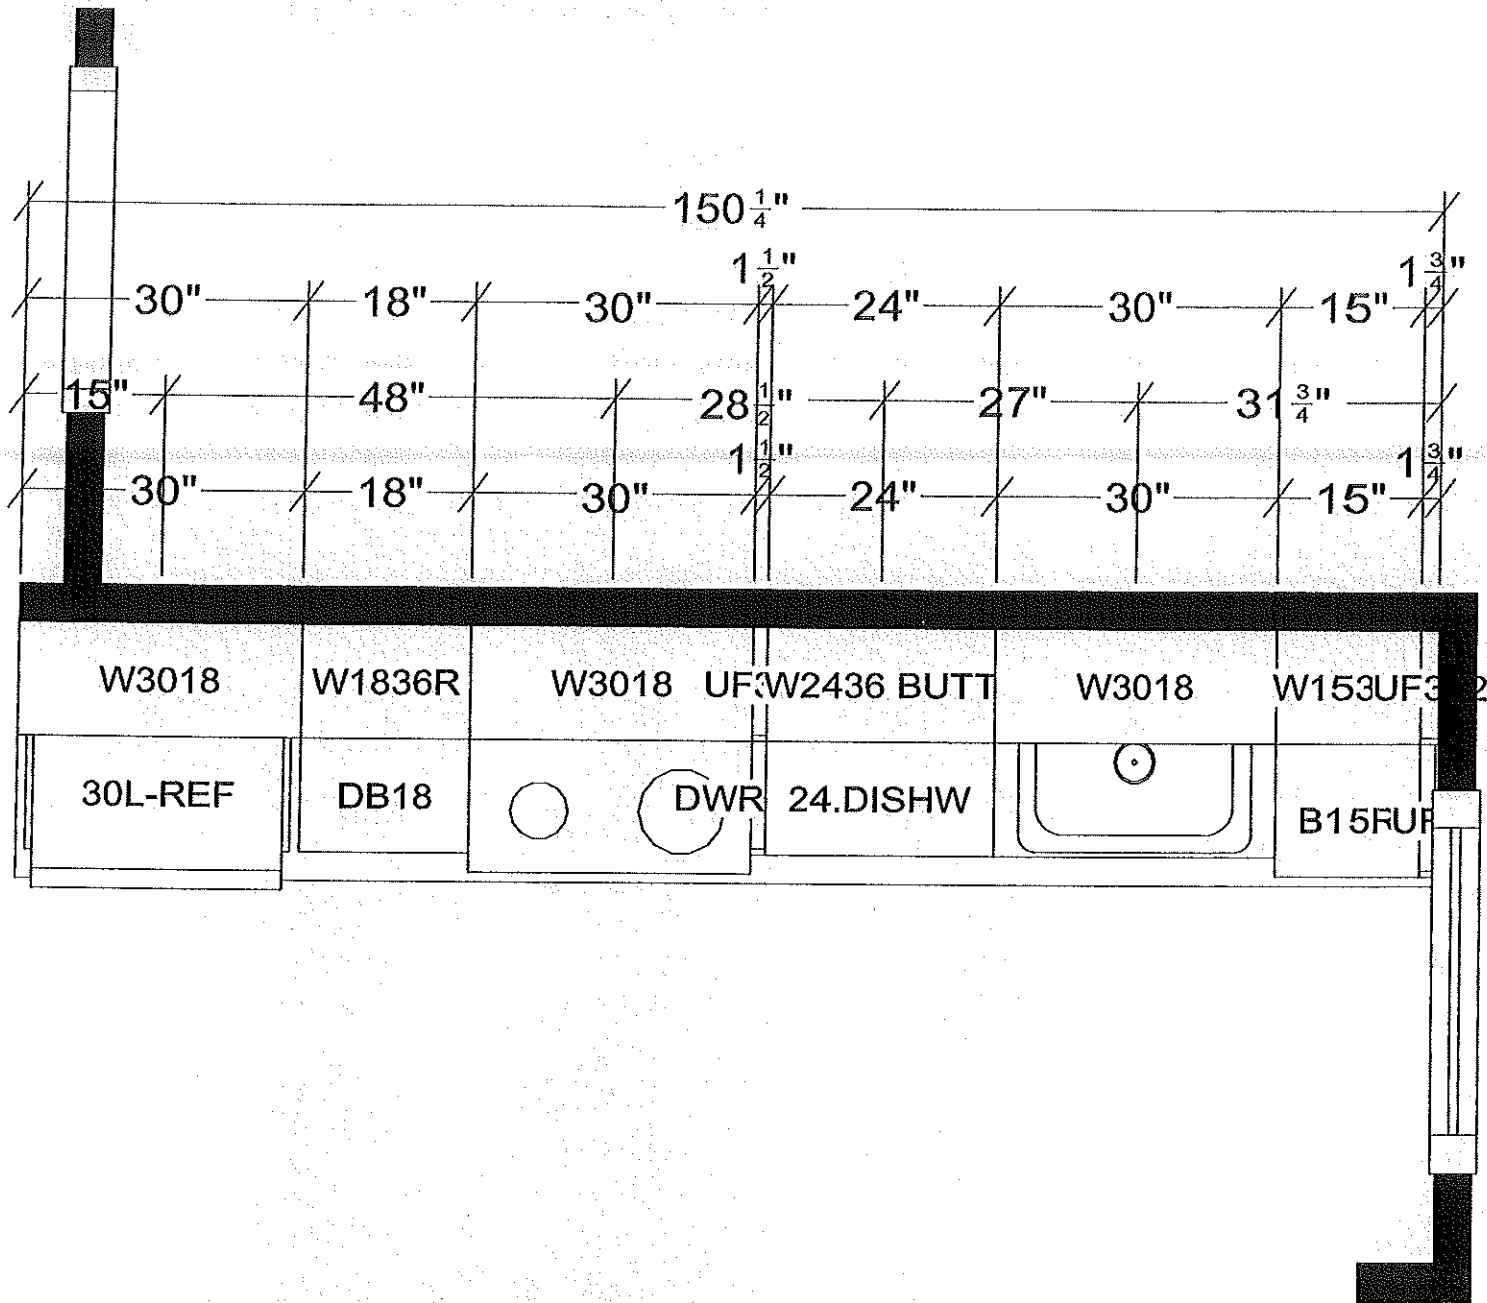 150 1/4"
1 1/2" 1 3/4"
30" 18" 30" 24" 30" 15"
15" 48" 28 1/2" 27" 31 3/4"
1 1/2" 1 3/4"
30" 18" 30" 24" 30" 15"
W3018 W1836R W3018 W2436 BUTT W3018
30L-REF DB18 DWR 24.DISHW